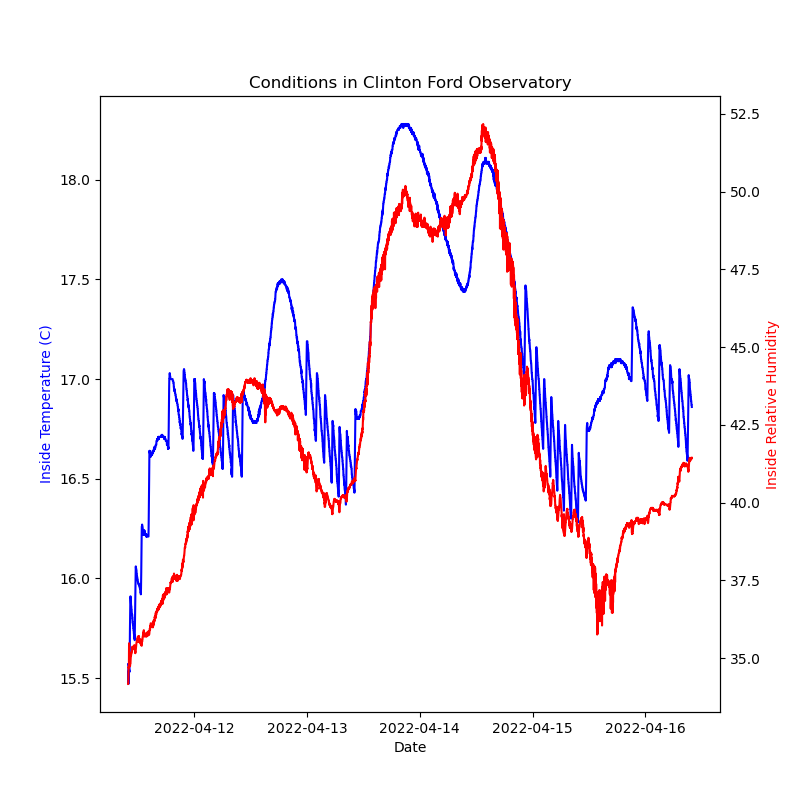 Conditions in Clinton Ford Observatory
18.0
17.5
17.0
16.5
16.0
15.5
Inside Temperature (C)
52.5
50.0
47.5
45.0
42.5
40.0
37.5
35.0
Inside Relative Humidity
2022-04-12 2022-04-13 2022-04-14 2022-04-15 2022-04-16
Date